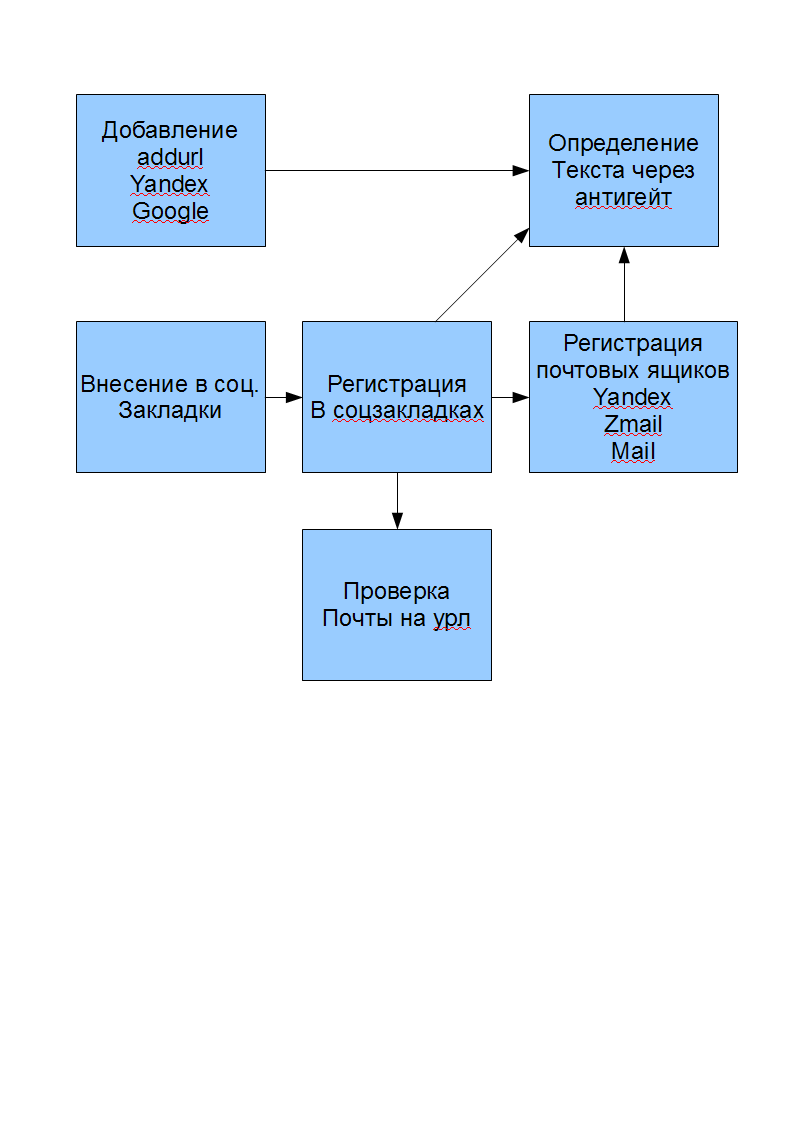 Добавление
addurl
Yandex
Google
Определение
Текста через
антигейт
Внесение в соц.
Закладки
Регистрация
В соцзакладках
Регистрация
почтовых ящиков
Yandex
Zmail
Mail
Проверка
Почты на урл